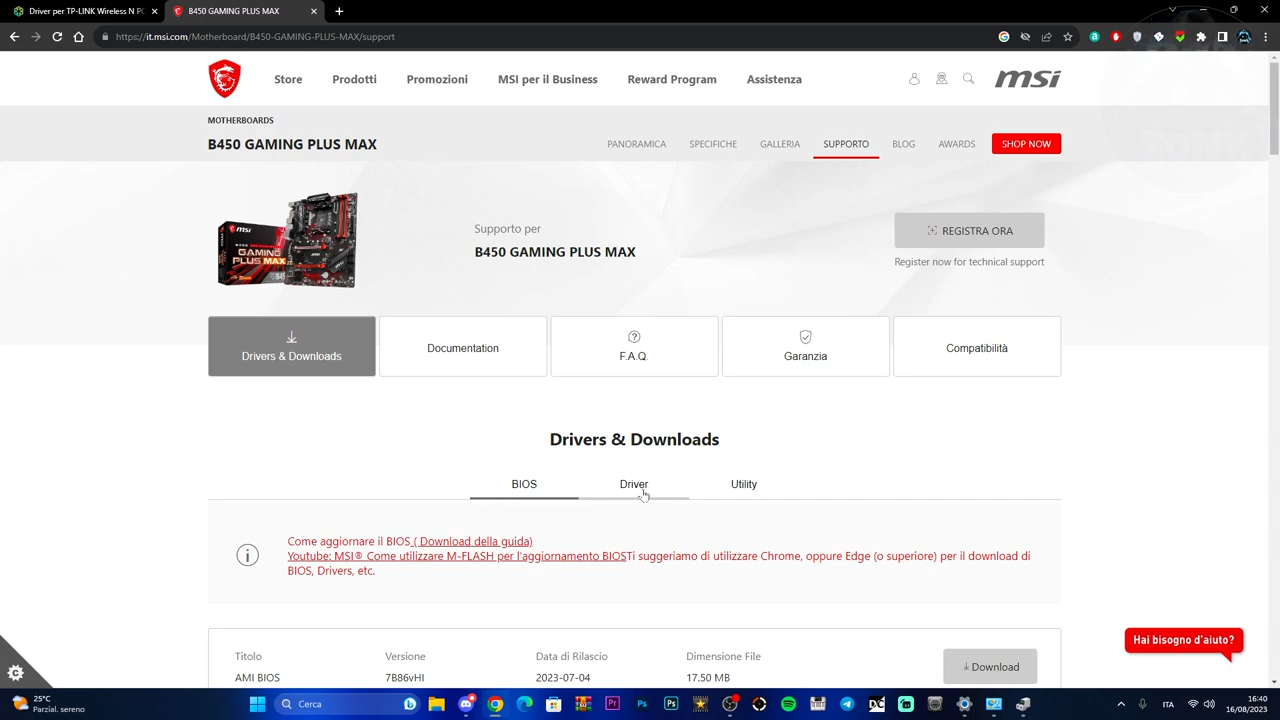 Driver per TP-LINK Wireless N PC
B450 GAMING PLUS MAX
https://it.msi.com/Motherboard/B450-GAMING-PLUS-MAX/support
Store
Prodotti
Promozioni
MSI per il Business
Reward Program
Assistenza
msi
MOTHERBOARDS
B450 GAMING PLUS MAX
PANORAMICA
SPECIFICHE
GALLERIA
SUPPORTO
BLOG
AWARDS
SHOP NOW
msi
GAMING
PLUS MAX
Supporto per
B450 GAMING PLUS MAX
REGISTRA ORA
Register now for technical support
Drivers & Downloads
Documentation
F.A.Q.
Garanzia
Compatibilità
Drivers & Downloads
BIOS
Driver
Utility
Come aggiornare il BIOS ( Download della guida)
Youtube: MSI® Come utilizzare M-FLASH per l'aggiornamento BIOSTi suggeriamo di utilizzare Chrome, oppure Edge (o superiore) per il download di
BIOS, Drivers, etc.
Hai bisogno d'aiuto?
Titolo
Versione
Data di Rilascio
Dimensione File
Download
AMI BIOS
7B86vHI
2023-07-04
17.50 MB
25°C
Parzial. sereno
Cerca
ITA
16:40
16/08/2023